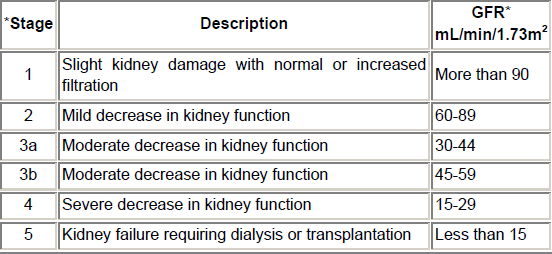 *Stage Description GFR*
mL/min/1.73m²
1 Slight kidney damage with normal or increased
filtration More than 90
2 Mild decrease in kidney function 60-89
3a Moderate decrease in kidney function 30-44
3b Moderate decrease in kidney function 45-59
4 Severe decrease in kidney function 15-29
5 Kidney failure requiring dialysis or transplantation Less than 15